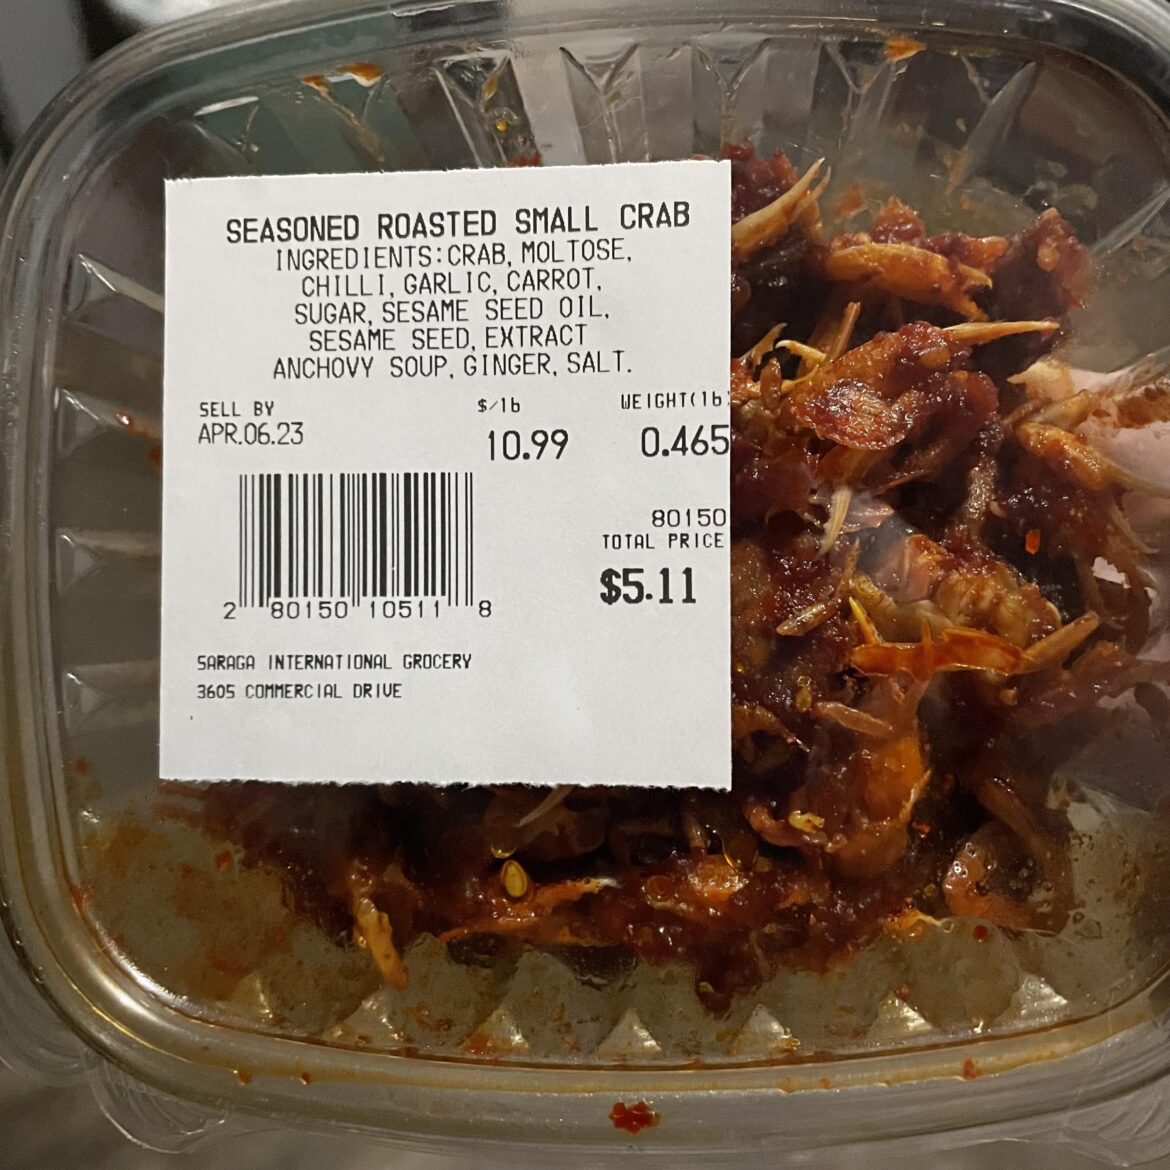 SEASONED ROASTED SMALL CRAB
INGREDIENTS:CRAB, MOLTOSE,
CHILLI, GARLIC, CARROT,
SUGAR, SESAME SEED OIL,
SESAME SEED, EXTRACT
ANCHOVY SOUP, GINGER, SALT.
SELL BY $/lb WEIGHT(lb)
APR.06.23 10.99 0.465
80150
TOTAL PRICE
$5.11
2 80150 10511 8
SARAGA INTERNATIONAL GROCERY
3605 COMMERCIAL DRIVE